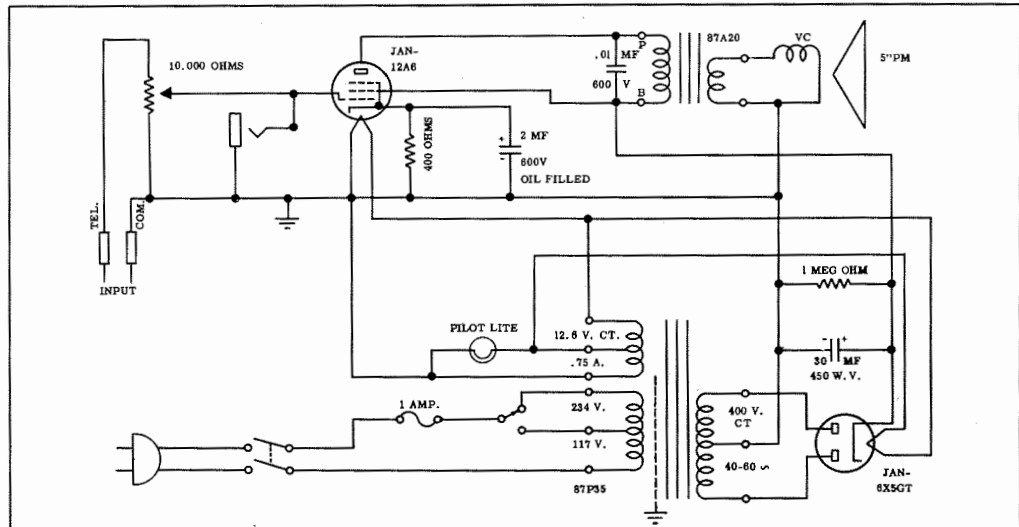 JAN-
12A6
10.000 OHMS
.01 MF
600 V
P
B
87A20
VC
5"PM
400 OHMS
2 MF
600V
OIL FILLED
+
-
TEL.
COM.
INPUT
1 MEG OHM
PILOT LITE
12.6 V. CT.
.75 A.
- +
30 MF
450 W. V.
1 AMP.
234 V.
117 V.
400 V.
CT
40-60 ~
87P35
JAN-
6X5GT